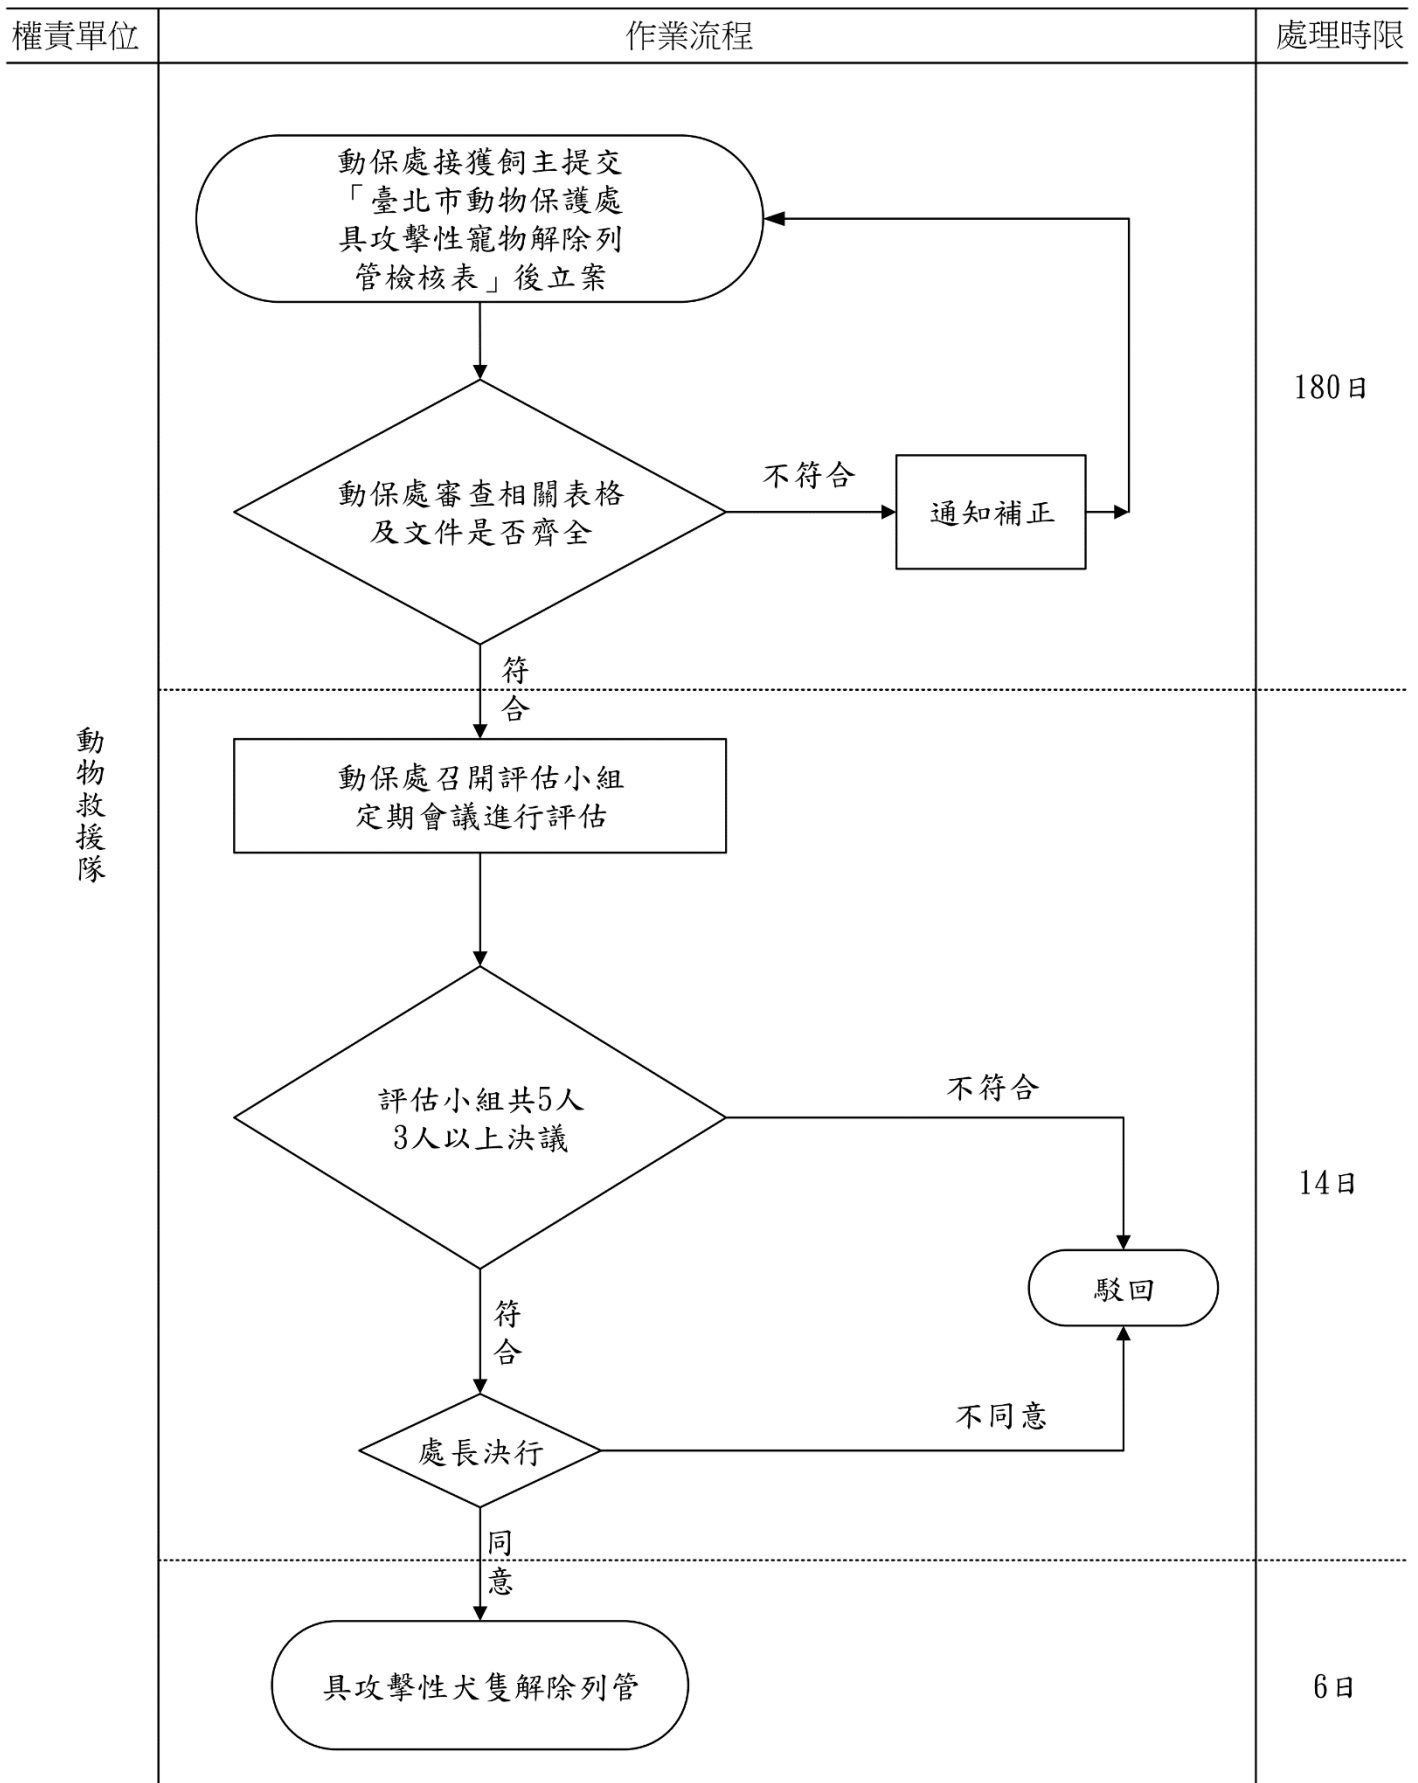 權責單位
作業流程
處理時限
動保處接獲飼主提交
「臺北市動物保護處
具攻擊性寵物解除列
管檢核表」後立案
180日
動保處審查相關表格
及文件是否齊全
不符合
通知補正
符合
動物救援隊
動保處召開評估小組
定期會議進行評估
評估小組共5人
3人以上決議
不符合
14日
駁回
符合
處長決行
不同意
同意
具攻擊性犬隻解除列管
6日